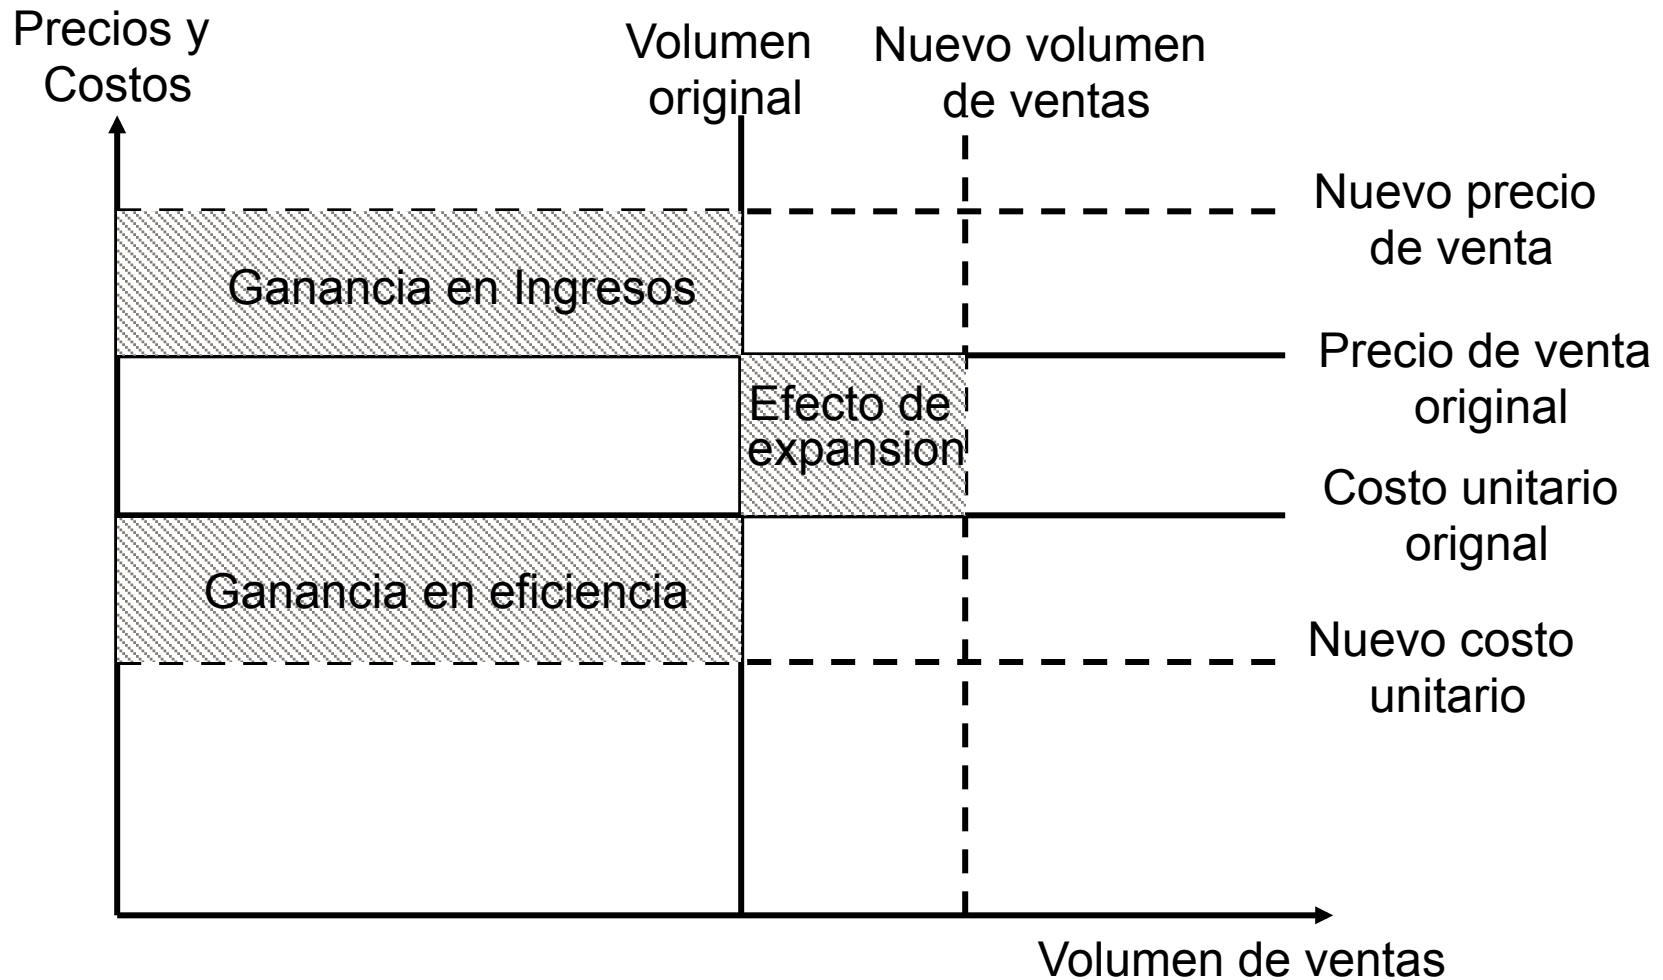 Precios y
Costos
Volumen
original
Nuevo volumen
de ventas
Nuevo precio
de venta
Ganancia en Ingresos
Precio de venta
original
Efecto de
expansion
Costo unitario
orignal
Ganancia en eficiencia
Nuevo costo
unitario
Volumen de ventas